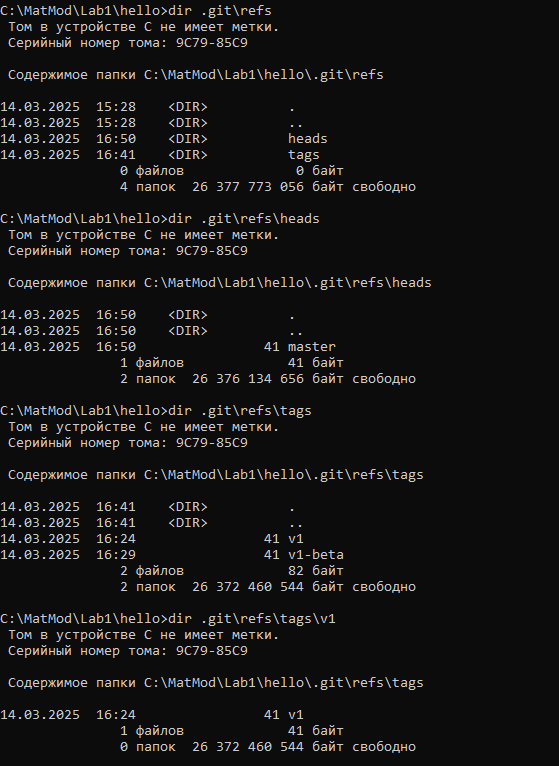 C:\MatMod\Lab1\hello>dir .git\refs
Том в устройстве C не имеет метки.
Серийный номер тома: 9C79-85C9
Содержимое папки C:\MatMod\Lab1\hello\.git\refs
14.03.2025  15:28    <DIR>          .
14.03.2025  15:28    <DIR>          ..
14.03.2025  16:50    <DIR>          heads
14.03.2025  16:41    <DIR>          tags
0 файлов              0 байт
4 папок  26 377 773 056 байт свободно
C:\MatMod\Lab1\hello>dir .git\refs\heads
Том в устройстве C не имеет метки.
Серийный номер тома: 9C79-85C9
Содержимое папки C:\MatMod\Lab1\hello\.git\refs\heads
14.03.2025  16:50    <DIR>          .
14.03.2025  16:50    <DIR>          ..
14.03.2025  16:50                41 master
1 файлов             41 байт
2 папок  26 376 134 656 байт свободно
C:\MatMod\Lab1\hello>dir .git\refs\tags
Том в устройстве C не имеет метки.
Серийный номер тома: 9C79-85C9
Содержимое папки C:\MatMod\Lab1\hello\.git\refs\tags
14.03.2025  16:41    <DIR>          .
14.03.2025  16:41    <DIR>          ..
14.03.2025  16:24                41 v1
14.03.2025  16:29                41 v1-beta
2 файлов             82 байт
2 папок  26 372 460 544 байт свободно
C:\MatMod\Lab1\hello>dir .git\refs\tags\v1
Том в устройстве C не имеет метки.
Серийный номер тома: 9C79-85C9
Содержимое папки C:\MatMod\Lab1\hello\.git\refs\tags
14.03.2025  16:24                41 v1
1 файлов             41 байт
0 папок  26 372 460 544 байт свободно